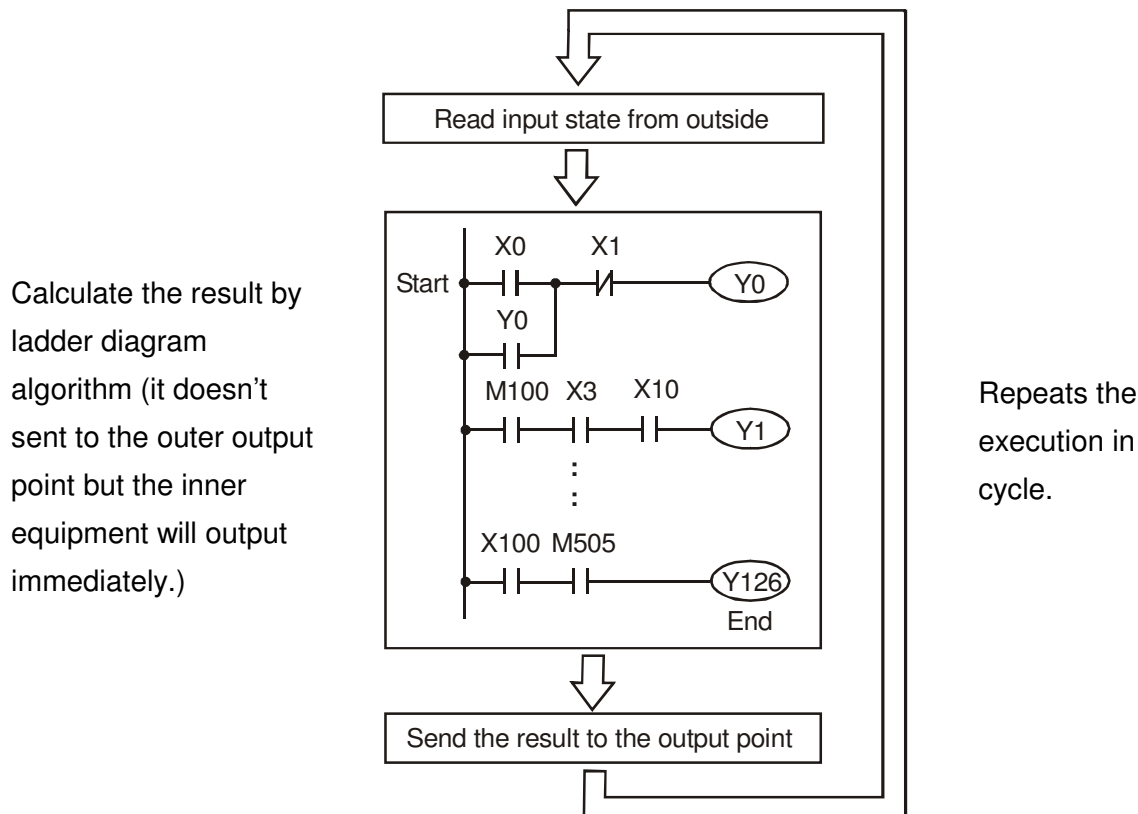 Read input state from outside
Calculate the result by
ladder diagram
algorithm (it doesn't
sent to the outer output
point but the inner
equipment will output
immediately.)
X0 X1
Start Y0
Y0
M100 X3 X10
Y1
:
:
X100 M505
Y126
End
Repeats the
execution in
cycle.
Send the result to the output point